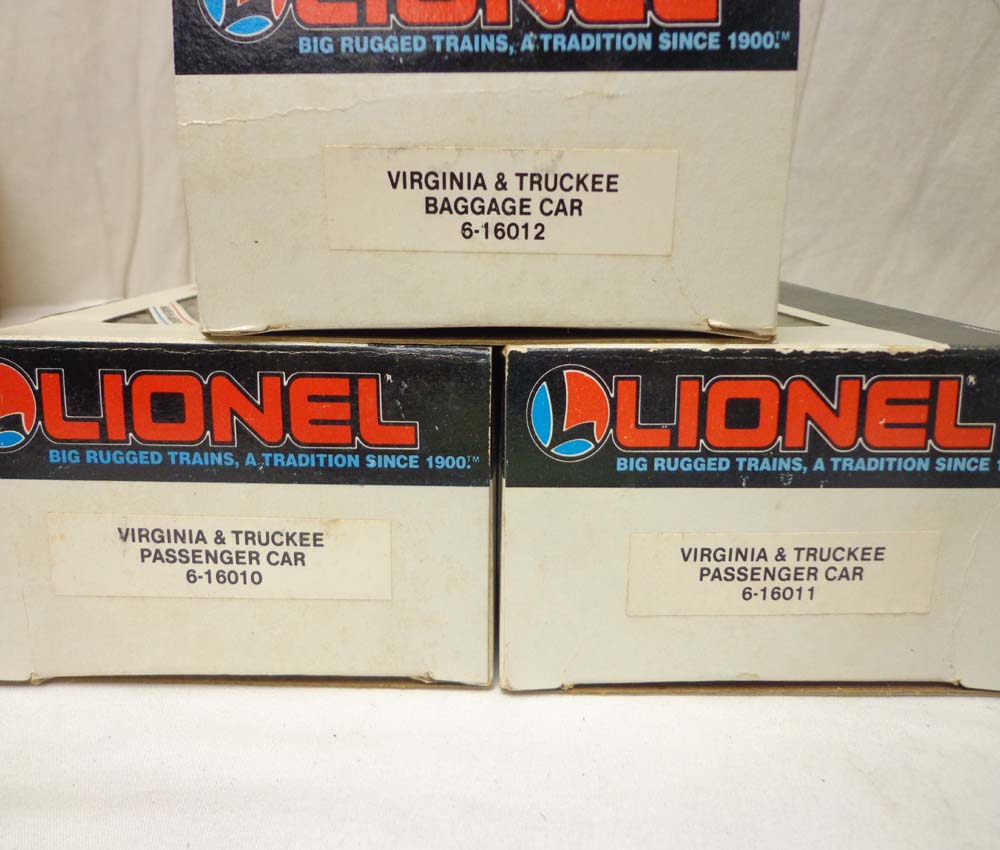 LIONEL
BIG RUGGED TRAINS, A TRADITION SINCE 1900.™
VIRGINIA & TRUCKEE
BAGGAGE CAR
6-16012
LIONEL®
BIG RUGGED TRAINS, A TRADITION SINCE 1900.™
VIRGINIA & TRUCKEE
PASSENGER CAR
6-16010
LIONEL®
BIG RUGGED TRAINS, A TRADITION SINCE 1
VIRGINIA & TRUCKEE
PASSENGER CAR
6-16011